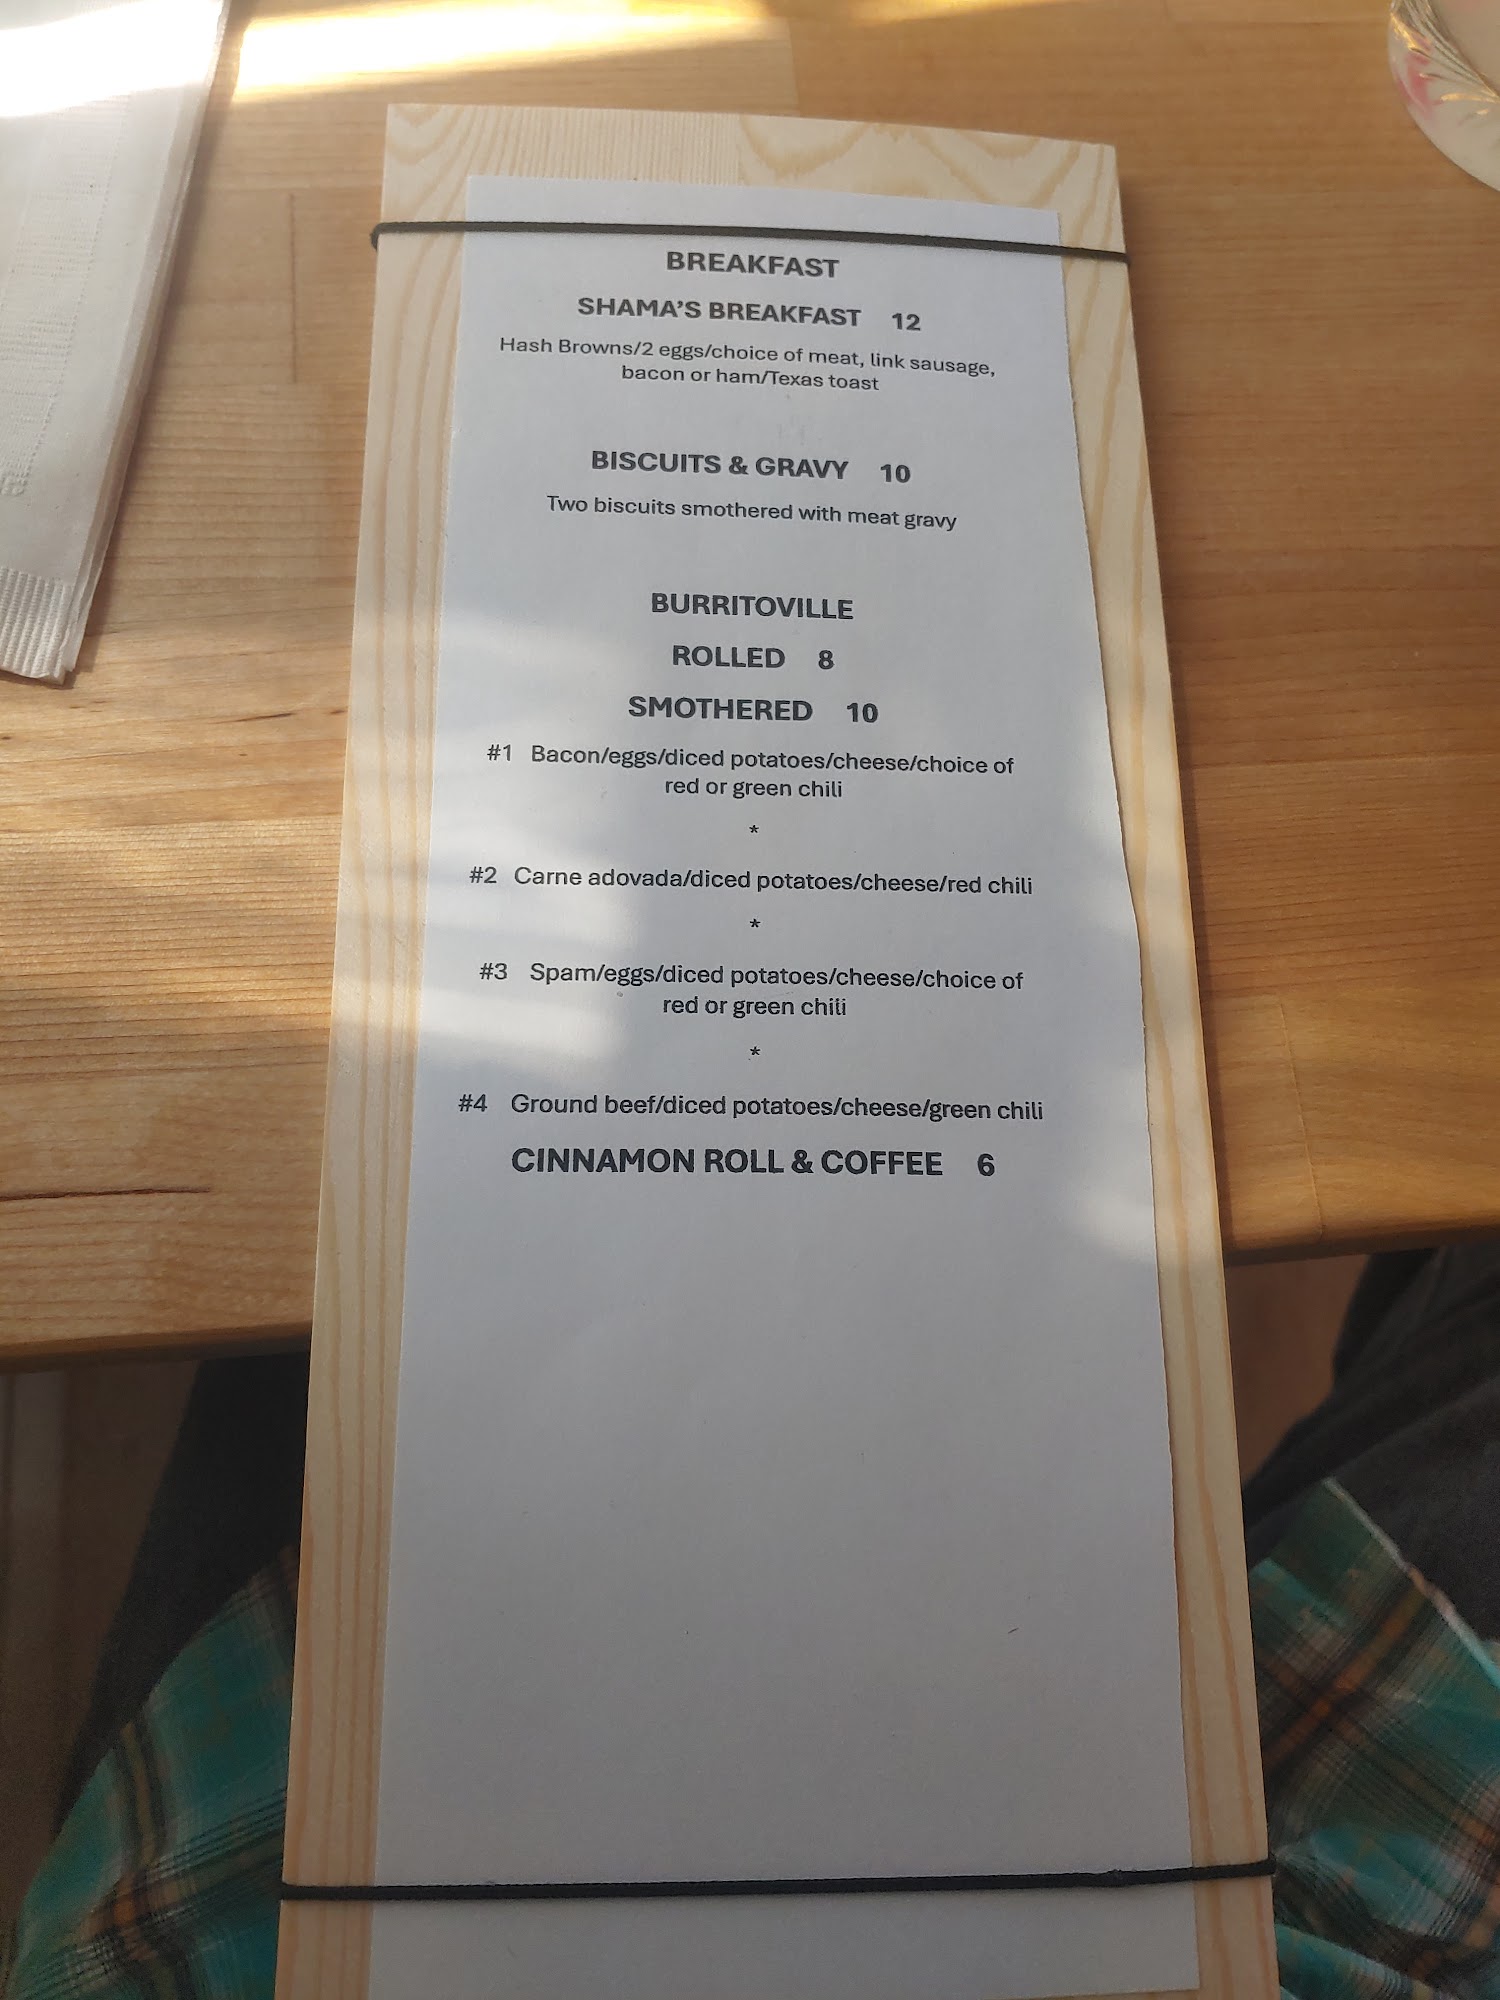 BREAKFAST
SHAMA'S BREAKFAST 12
Hash Browns/2 eggs/choice of meat, link sausage,
bacon or ham/Texas toast
BISCUITS & GRAVY 10
Two biscuits smothered with meat gravy
BURRITOVILLE
ROLLED 8
SMOTHERED 10
#1 Bacon/eggs/diced potatoes/cheese/choice of
red or green chili
*
#2 Carne adovada/diced potatoes/cheese/red chili
*
#3 Spam/eggs/diced potatoes/cheese/choice of
red or green chili
*
#4 Ground beef/diced potatoes/cheese/green chili
CINNAMON ROLL & COFFEE 6